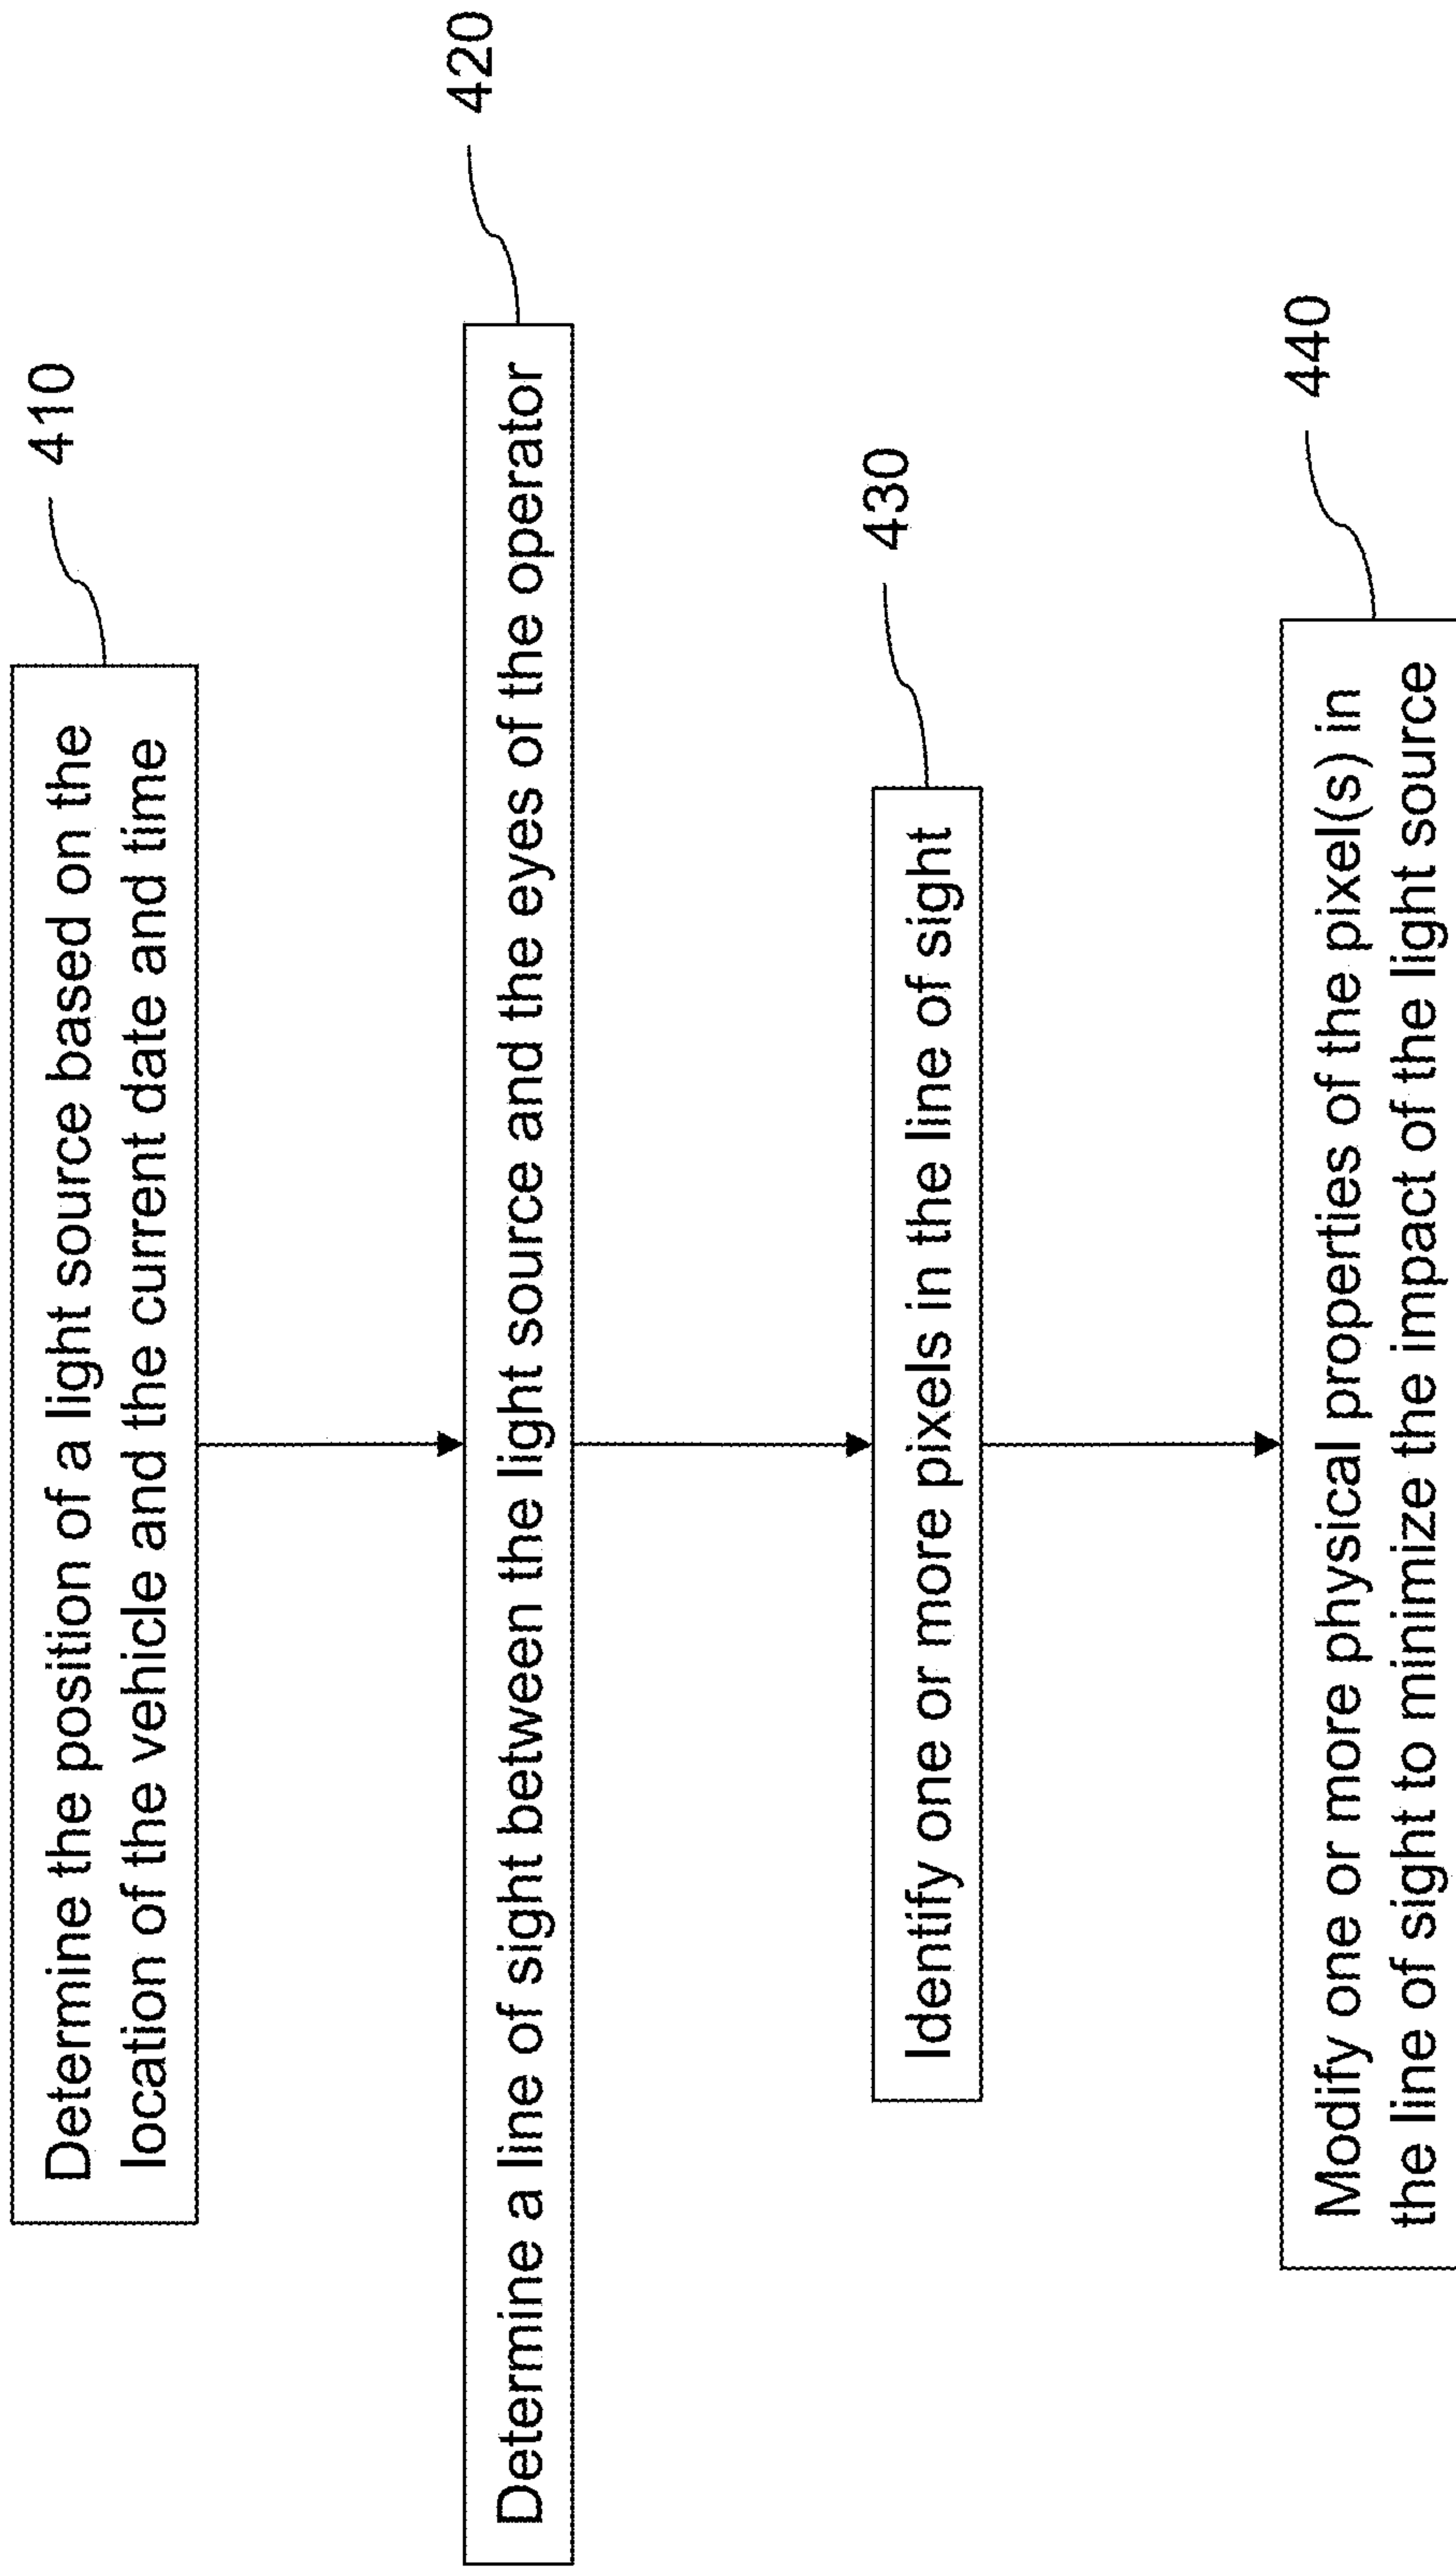 Determine the position of a light source based on the
location of the vehicle and the current date and time
410
Determine a line of sight between the light source and the eyes of the operator
420
Identify one or more pixels in the line of sight
430
Modify one or more physical properties of the pixel(s) in
the line of sight to minimize the impact of the light source
440